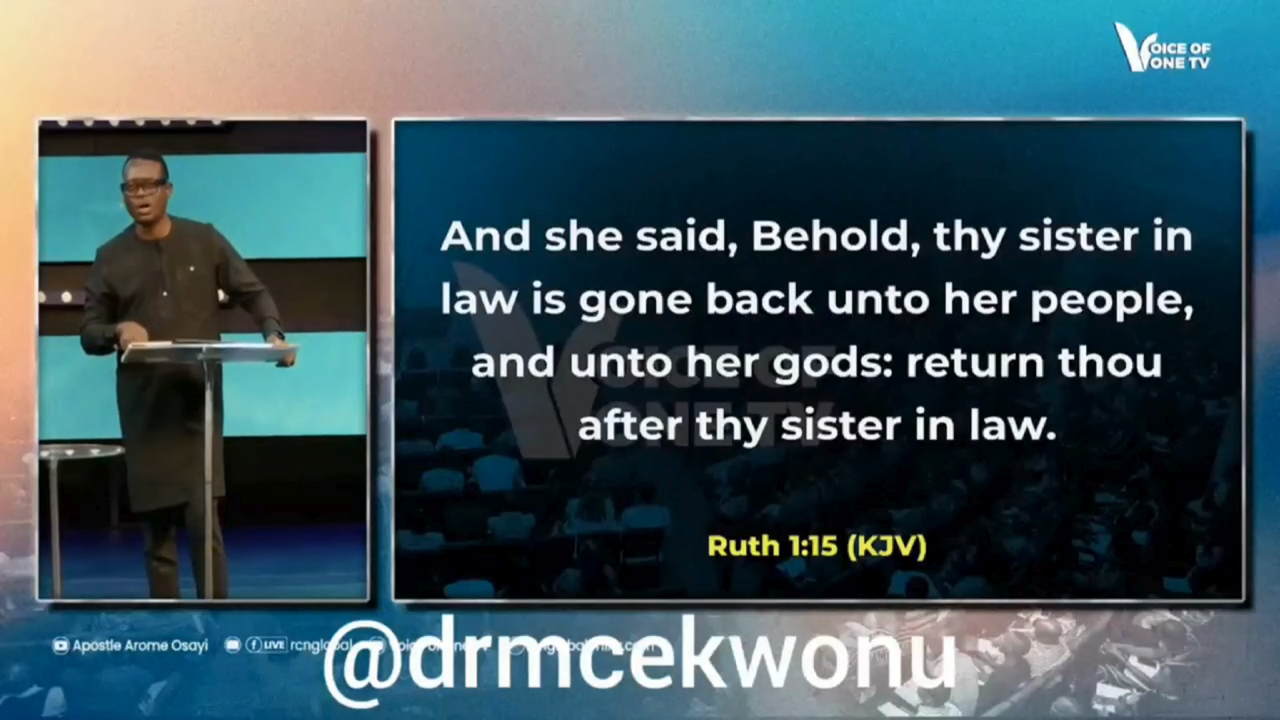 VOICE OF
ONE TV
And she said, Behold, thy sister in
law is gone back unto her people,
and unto her gods: return thou
after thy sister in law.
Ruth 1:15 (KJV)
Apostle Arome Osayi
LIVE
@drmcekwonu